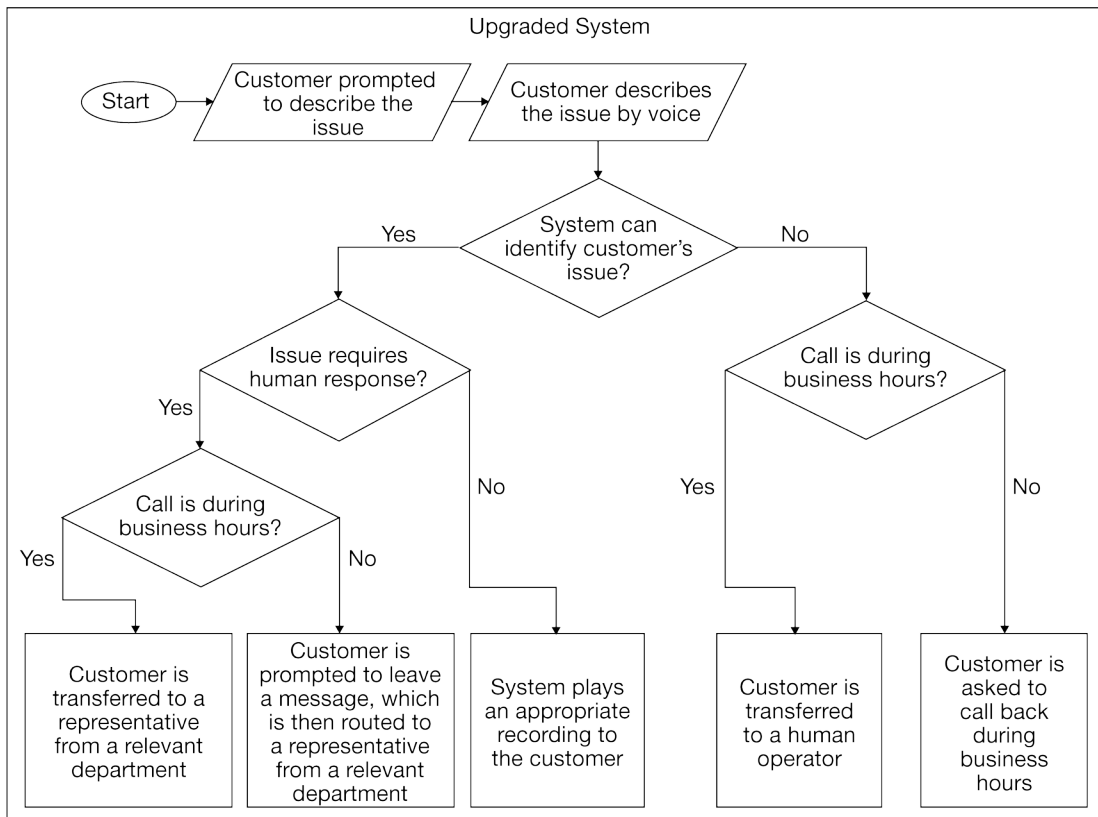 Upgraded System
Start
Customer prompted
to describe the
issue
Customer describes
the issue by voice
System can
identify customer’s
issue?
Yes
No
Issue requires
human response?
Call is during
business hours?
Yes
No
Yes
No
Call is during
business hours?
Yes
No
Customer is
transferred to a
representative
from a relevant
department
Customer is
prompted to leave
a message, which
is then routed to
a representative
from a relevant
department
System plays
an appropriate
recording to
the customer
Customer is
transferred
to a human
operator
Customer is
asked to
call back
during
business
hours